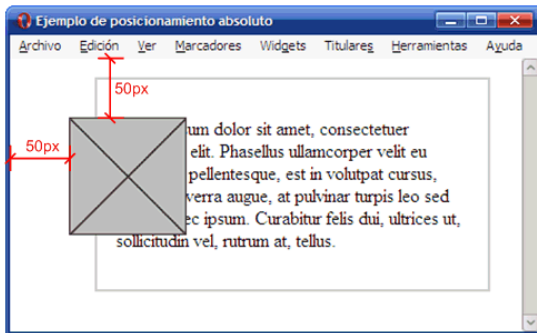 Ejemplo de posicionamiento absoluto
Archivo Edición Ver Marcadores Widgets Titulares Herramientas Ayuda
50px
50px
um dolor sit amet, consectetuer
elit. Phasellus ullamcorper velit eu
pellentesque, est in volutpat cursus,
verra augue, at pulvinar turpis leo sed
ec ipsum. Curabitur felis dui, ultrices ut,
sollicitudin vel, rutrum at, tellus.